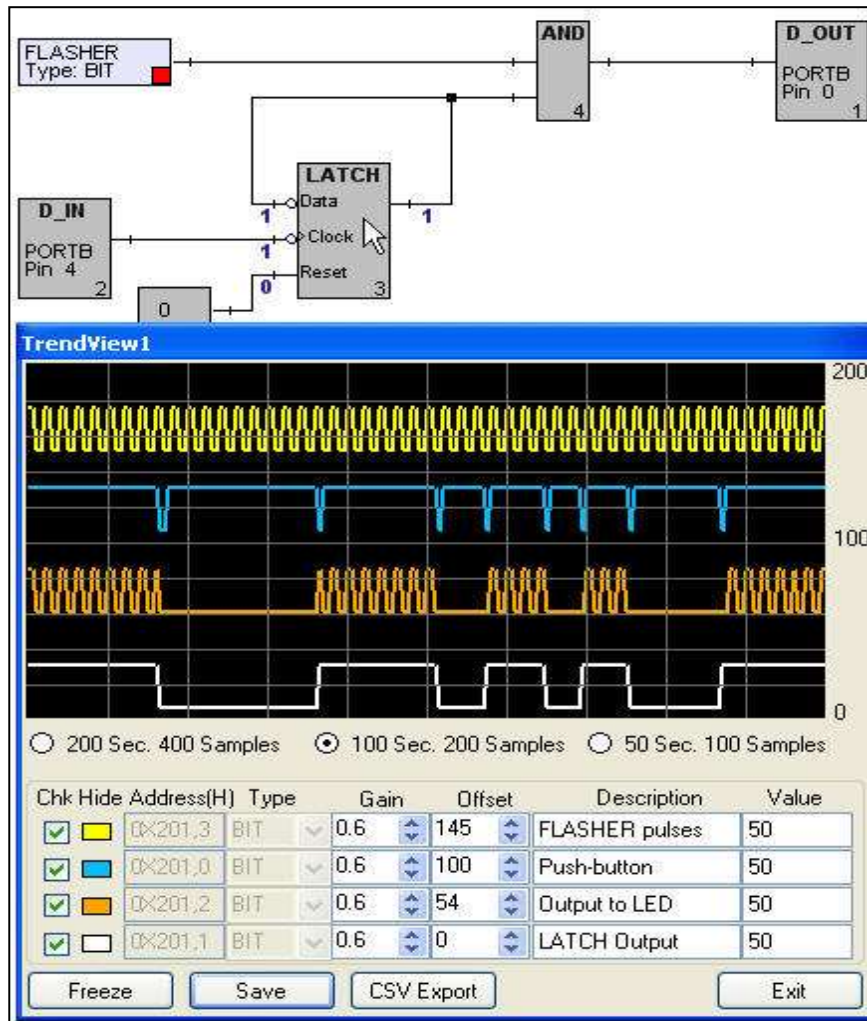 FLASHER
Type: BIT
AND
4
D_OUT
PORTB
Pin 0
1
D_IN
PORTB
Pin 4
2
LATCH
Data
Clock
Reset
3
1
1
0
1
0
TrendView1
200
100
0
200 Sec. 400 Samples
100 Sec. 200 Samples
50 Sec. 100 Samples
Chk Hide Address(H) Type Gain Offset Description Value
0X201,3 BIT 0.6 145 FLASHER pulses 50
0X201,0 BIT 0.6 100 Push-button 50
0X201,2 BIT 0.6 54 Output to LED 50
0X201,1 BIT 0.6 0 LATCH Output 50
Freeze Save CSV Export Exit